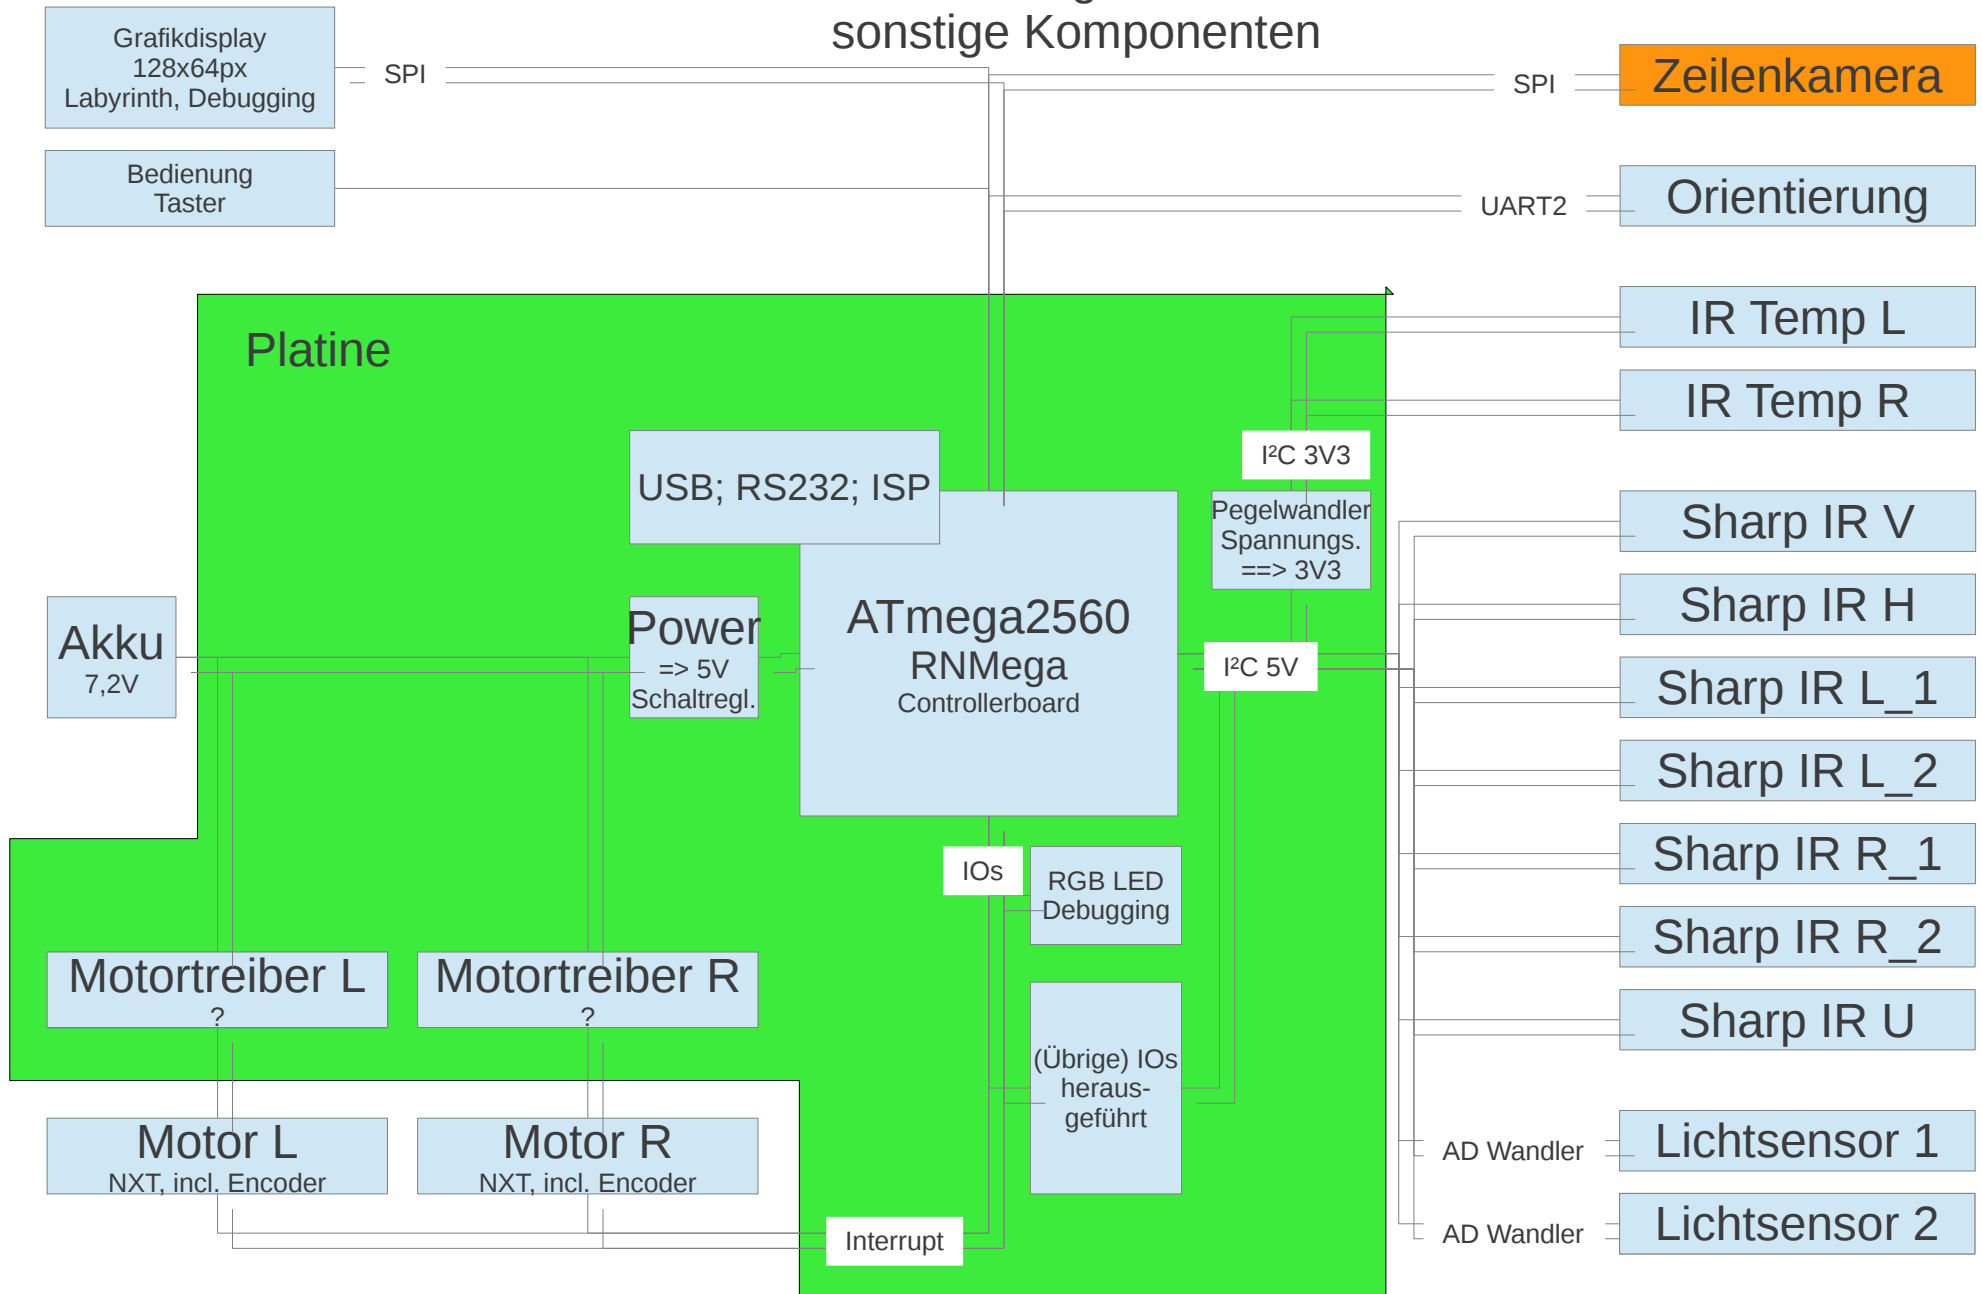 sonstige Komponenten
Grafikdisplay
128x64px
Labyrinth, Debugging
SPI
SPI
Zeilenkamera
Bedienung
Taster
UART2
Orientierung
Platine
IR Temp L
IR Temp R
I²C 3V3
USB; RS232; ISP
Pegelwandler
Spannungs.
==> 3V3
Sharp IR V
Sharp IR H
Akku
7,2V
Power
=> 5V
Schaltregl.
ATmega2560
RNMega
Controllerboard
I²C 5V
Sharp IR L_1
Sharp IR L_2
Sharp IR R_1
Sharp IR R_2
Sharp IR U
IOs
RGB LED
Debugging
Motortreiber L
?
Motortreiber R
?
(Übrige) IOs
heraus-
geführt
Motor L
NXT, incl. Encoder
Motor R
NXT, incl. Encoder
Interrupt
AD Wandler
Lichtsensor 1
AD Wandler
Lichtsensor 2